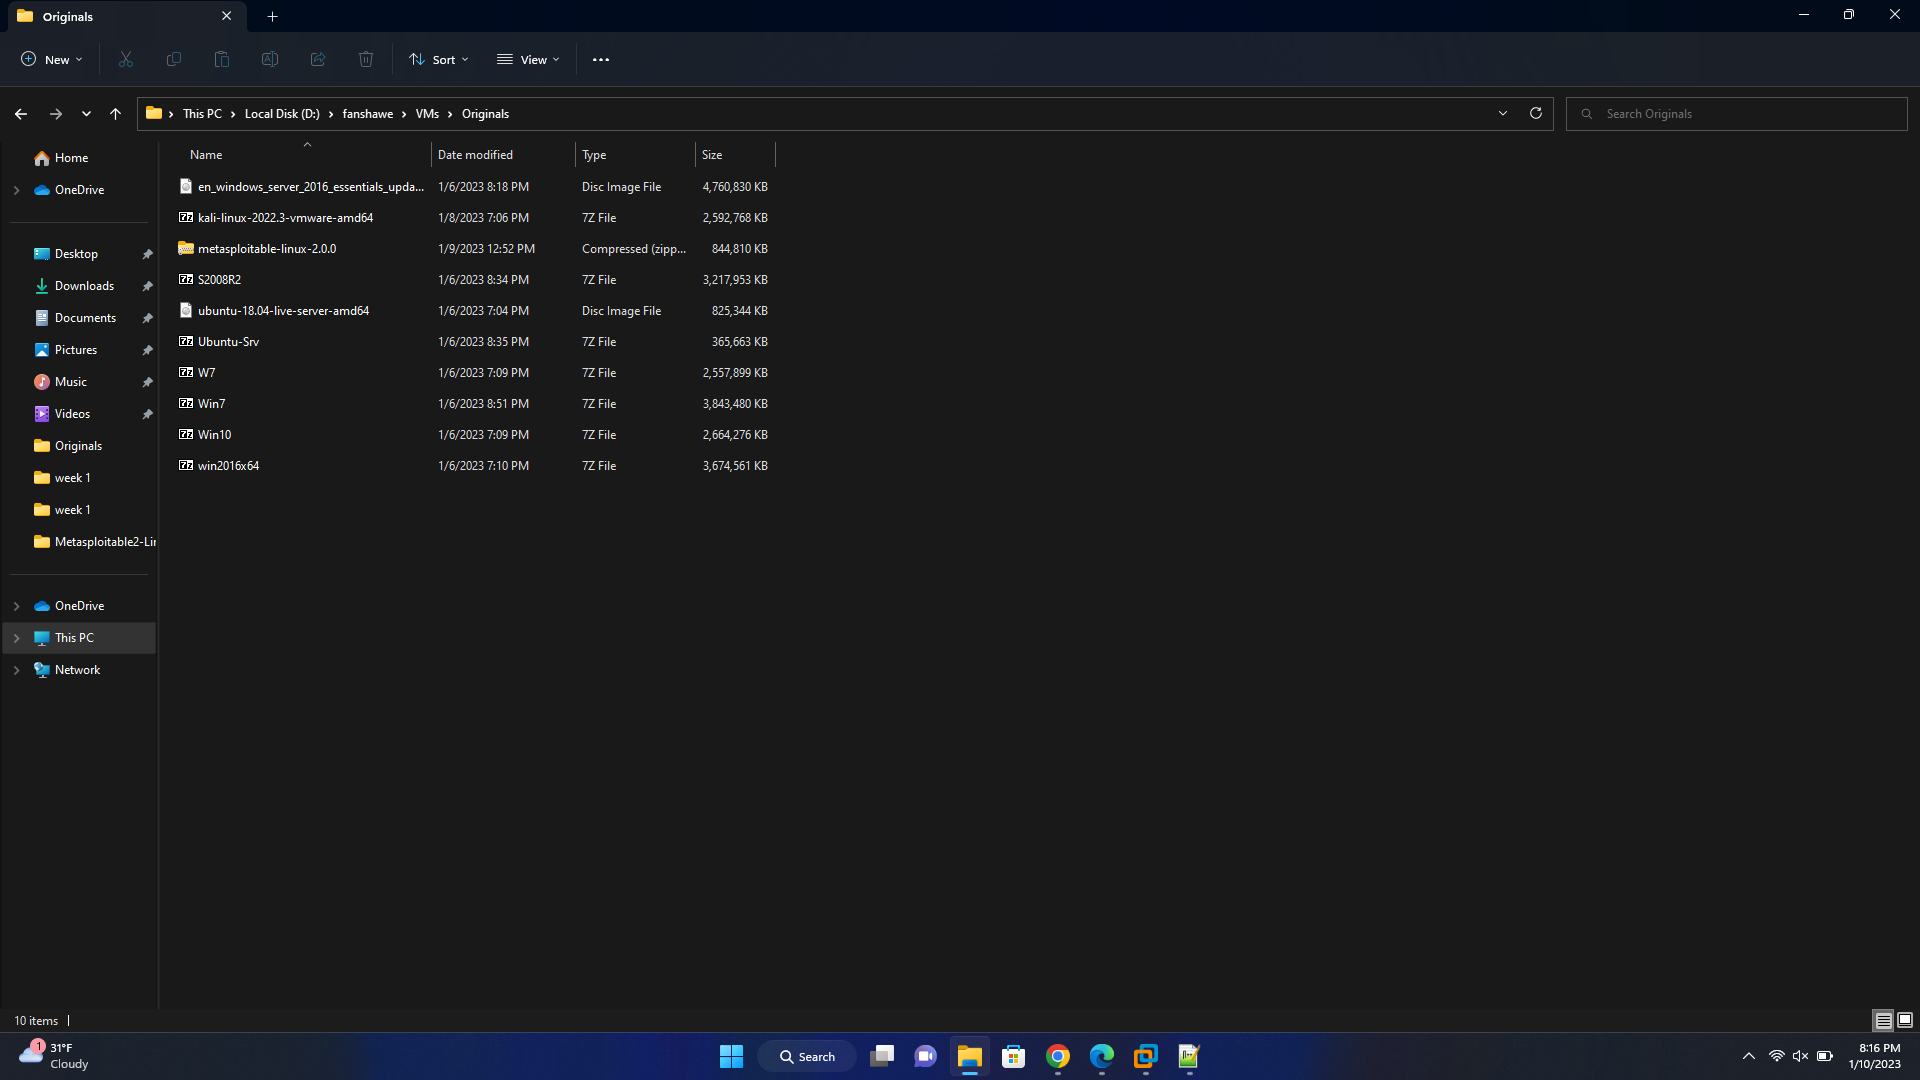 Originals
New Sort View
This PC Local Disk (D:) fanshawe VMs Originals Search Originals
Name Date modified Type Size
en_windows_server_2016_essentials_upda... 1/6/2023 8:18 PM Disc Image File 4,760,830 KB
kali-linux-2022.3-vmware-amd64 1/8/2023 7:06 PM 7Z File 2,592,768 KB
metasploitable-linux-2.0.0 1/9/2023 12:52 PM Compressed (zipp... 844,810 KB
S2008R2 1/6/2023 8:34 PM 7Z File 3,217,953 KB
ubuntu-18.04-live-server-amd64 1/6/2023 7:04 PM Disc Image File 825,344 KB
Ubuntu-Srv 1/6/2023 8:35 PM 7Z File 365,663 KB
W7 1/6/2023 7:09 PM 7Z File 2,557,899 KB
Win7 1/6/2023 8:51 PM 7Z File 3,843,480 KB
Win10 1/6/2023 7:09 PM 7Z File 2,664,276 KB
win2016x64 1/6/2023 7:10 PM 7Z File 3,674,561 KB
Home
OneDrive
Desktop
Downloads
Documents
Pictures
Music
Videos
Originals
week 1
week 1
Metasploitable2-Lin
OneDrive
This PC
Network
10 items
1
31°F
Cloudy
Search
8:16 PM
1/10/2023